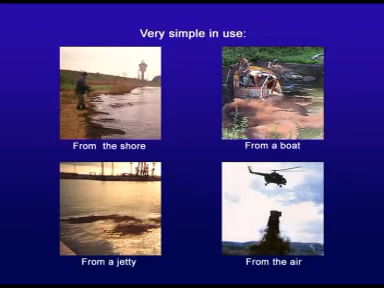 Very simple in use:
From the shore
From a boat
From a jetty
From the air